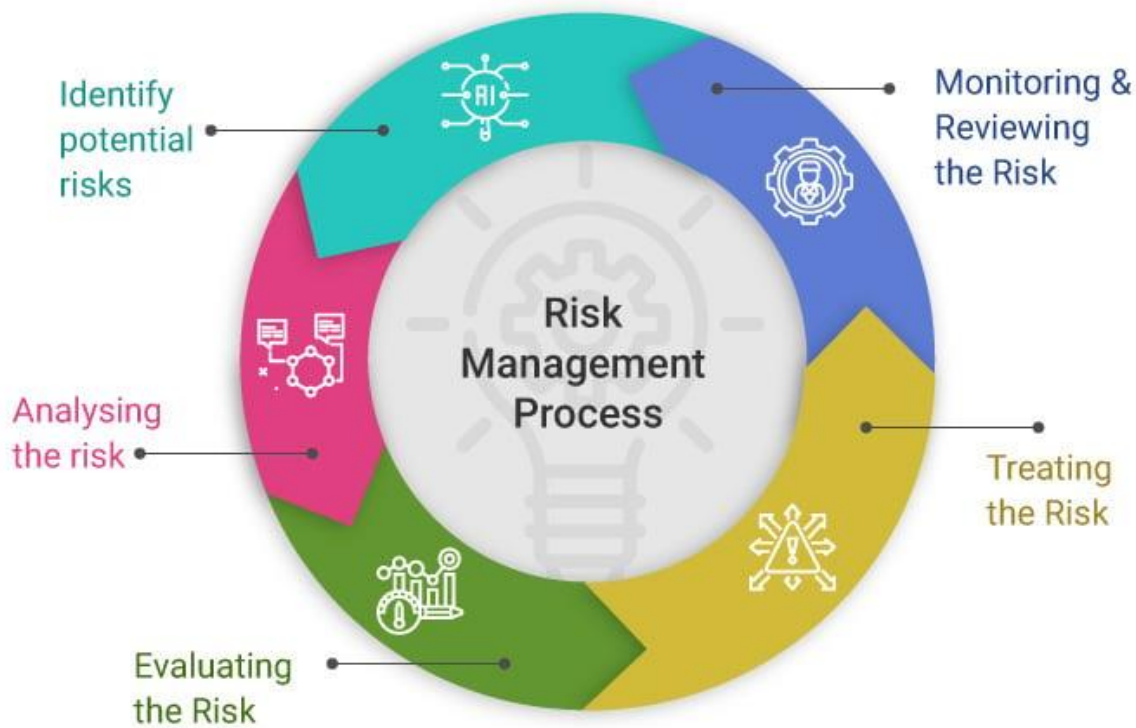 Risk
Management
Process
Identify
potential
risks
Analysing
the risk
Evaluating
the Risk
Treating
the Risk
Monitoring &
Reviewing
the Risk
AI